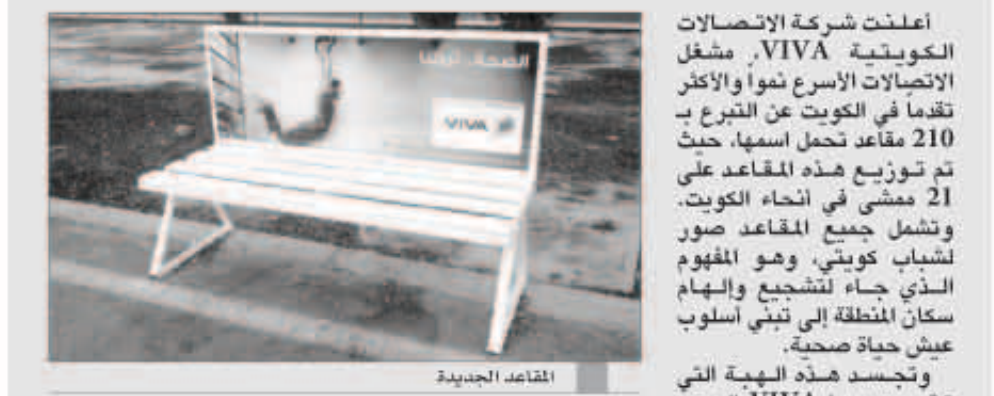 أعلنت شركة الاتصالات
الكويتية VIVA، مشغل
الاتصالات الأسرع نمواً والأكثر
تقدما في الكويت عن التبرع بـ
210 مقاعد تحمل اسمها، حيث
تم توزيع هذه المقاعد على
21 ممشى في أنحاء الكويت.
وتشمل جميع المقاعد صور
لشباب كويتي، وهو المفهوم
الذي جاء لتشجيع وإلهام
سكان المنطقة إلى تبني أسلوب
عيش حياة صحية.
وتجسد هذه الهبة التي
VIVA
الصحة..
VIVA
المقاعد الجديدة